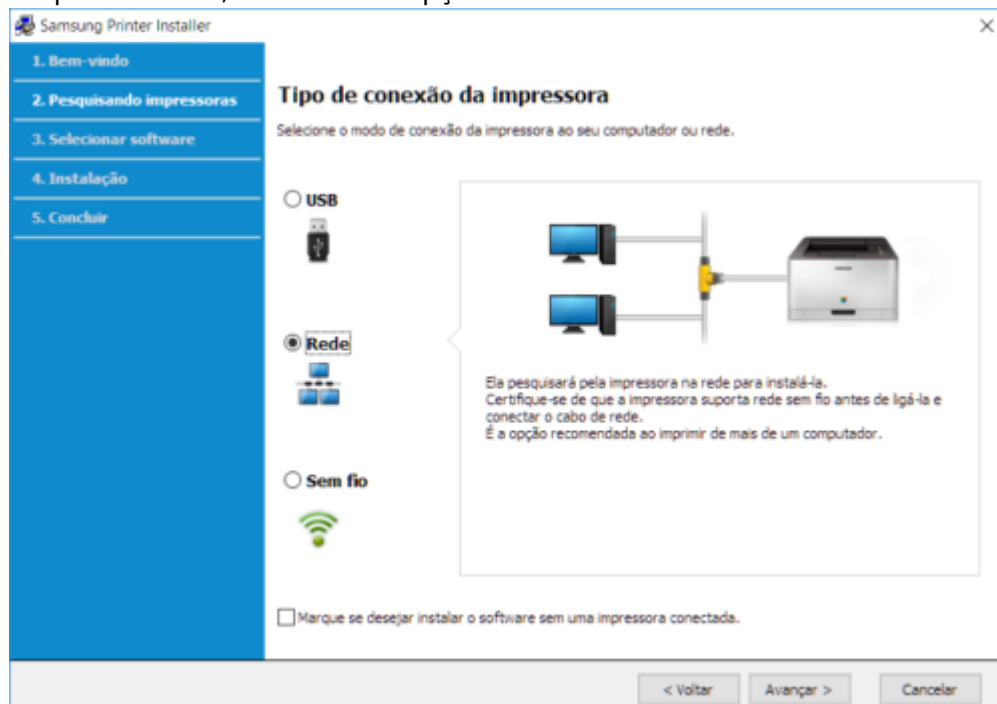 Samsung Printer Installer
1. Bem-vindo
2. Pesquisando impressoras
3. Selecionar software
4. Instalação
5. Concluir
Tipo de conexão da impressora
Selecione o modo de conexão da impressora ao seu computador ou rede.
USB
Rede
Ela pesquisará pela impressora na rede para instalá-la.
Certifique-se de que a impressora suporta rede sem fio antes de ligá-la e
conectar o cabo de rede.
É a opção recomendada ao imprimir de mais de um computador.
Sem fio
Marque se desejar instalar o software sem uma impressora conectada.
< Voltar
Avançar >
Cancelar